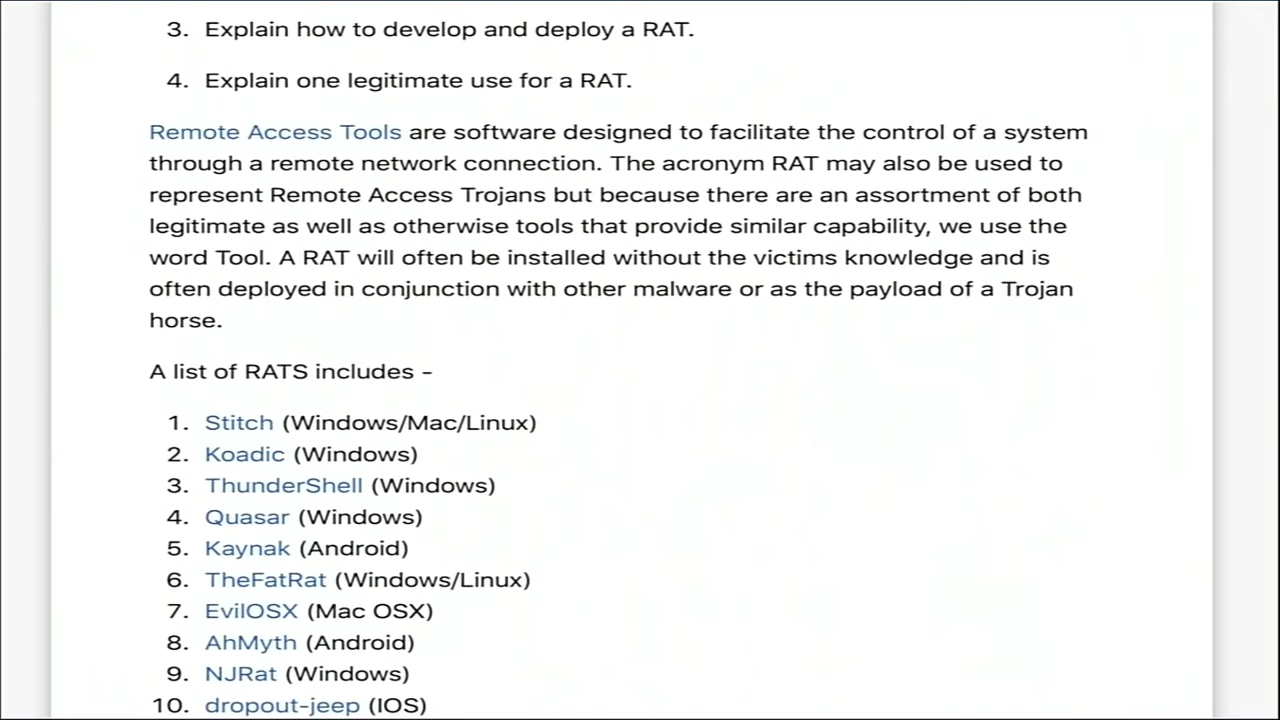 3. Explain how to develop and deploy a RAT.
4. Explain one legitimate use for a RAT.
Remote Access Tools are software designed to facilitate the control of a system
through a remote network connection. The acronym RAT may also be used to
represent Remote Access Trojans but because there are an assortment of both
legitimate as well as otherwise tools that provide similar capability, we use the
word Tool. A RAT will often be installed without the victims knowledge and is
often deployed in conjunction with other malware or as the payload of a Trojan
horse.
A list of RATS includes -
1. Stitch (Windows/Mac/Linux)
2. Koadic (Windows)
3. ThunderShell (Windows)
4. Quasar (Windows)
5. Kaynak (Android)
6. TheFatRat (Windows/Linux)
7. EvilOSX (Mac OSX)
8. AhMyth (Android)
9. NJRat (Windows)
10. dropout-jeep (IOS)